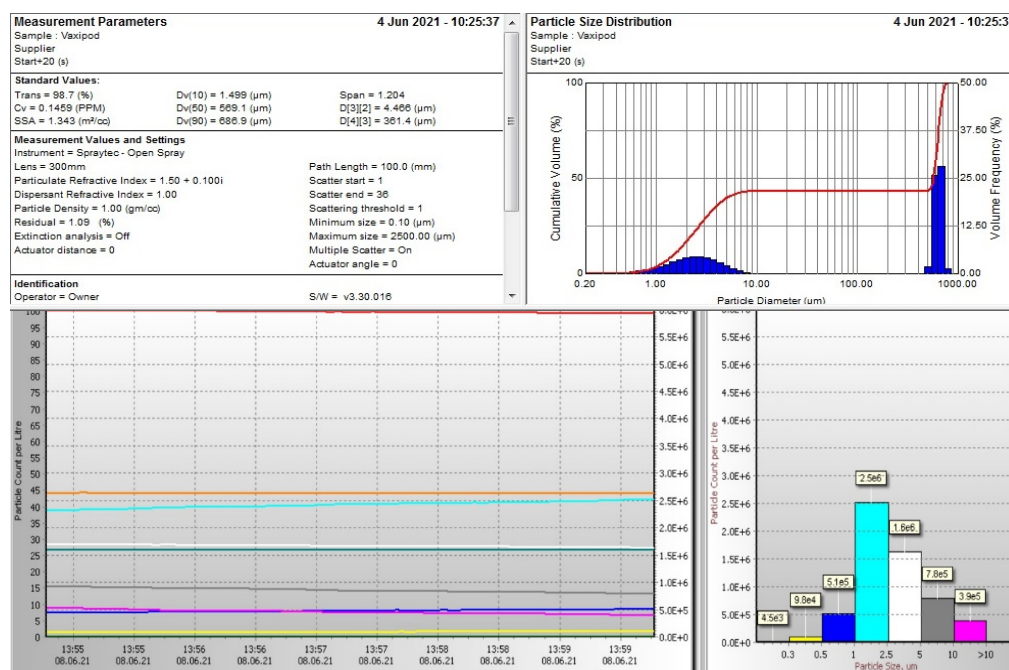 Measurement Parameters 4 Jun 2021 - 10:25:37
Sample : Vaxipod
Supplier
Start+20 (s)
Standard Values:
Trans = 98.7 (%) Dv(10) = 1.499 (µm) Span = 1.204
Cv = 0.1459 (PPM) Dv(50) = 569.1 (µm) D[3][2] = 4.466 (µm)
SSA = 1.343 (m²/cc) Dv(90) = 686.9 (µm) D[4][3] = 361.4 (µm)
Measurement Values and Settings
Instrument = Spraytec - Open Spray
Lens = 300mm Path Length = 100.0 (mm)
Particulate Refractive Index = 1.50 + 0.100i Scatter start = 1
Dispersant Refractive Index = 1.00 Scatter end = 36
Particle Density = 1.00 (gm/cc) Scattering threshold = 1
Residual = 1.09 (%) Minimum size = 0.10 (µm)
Extinction analysis = Off Maximum size = 2500.00 (µm)
Actuator distance = 0 Multiple Scatter = On
Actuator angle = 0
Identification
Operator = Owner S/W = v3.30.016
Particle Size Distribution 4 Jun 2021 - 10:25:3
Sample : Vaxipod
Supplier
Start+20 (s)
Cumulative Volume (%)
100
50
0
Volume Frequency (%)
50.00
37.50
25.00
12.50
0.00
0.20 1.00 10.00 100.00 1000.00
Particle Diameter (µm)
Particle Count per Litre
100
95
90
85
80
75
70
65
60
55
50
45
40
35
30
25
20
15
10
5
0
5.5E+6
5.0E+6
4.5E+6
4.0E+6
3.5E+6
3.0E+6
2.5E+6
2.0E+6
1.5E+6
1.0E+6
5.0E+5
0.0E+0
13:55 13:55 13:56 13:56 13:57 13:57 13:58 13:58 13:59 13:59
08.06.21 08.06.21 08.06.21 08.06.21 08.06.21 08.06.21 08.06.21 08.06.21 08.06.21 08.06.21
Particle Count per Litre
5.5E+6
5.0E+6
4.5E+6
4.0E+6
3.5E+6
3.0E+6
2.5E+6
2.0E+6
1.5E+6
1.0E+6
5.0E+5
0.0E+0
4.5e3
9.8e4
5.1e5
2.5e6
1.6e6
7.8e5
3.9e5
0.3 0.5 1 2.5 5 10 >10
Particle Size, um